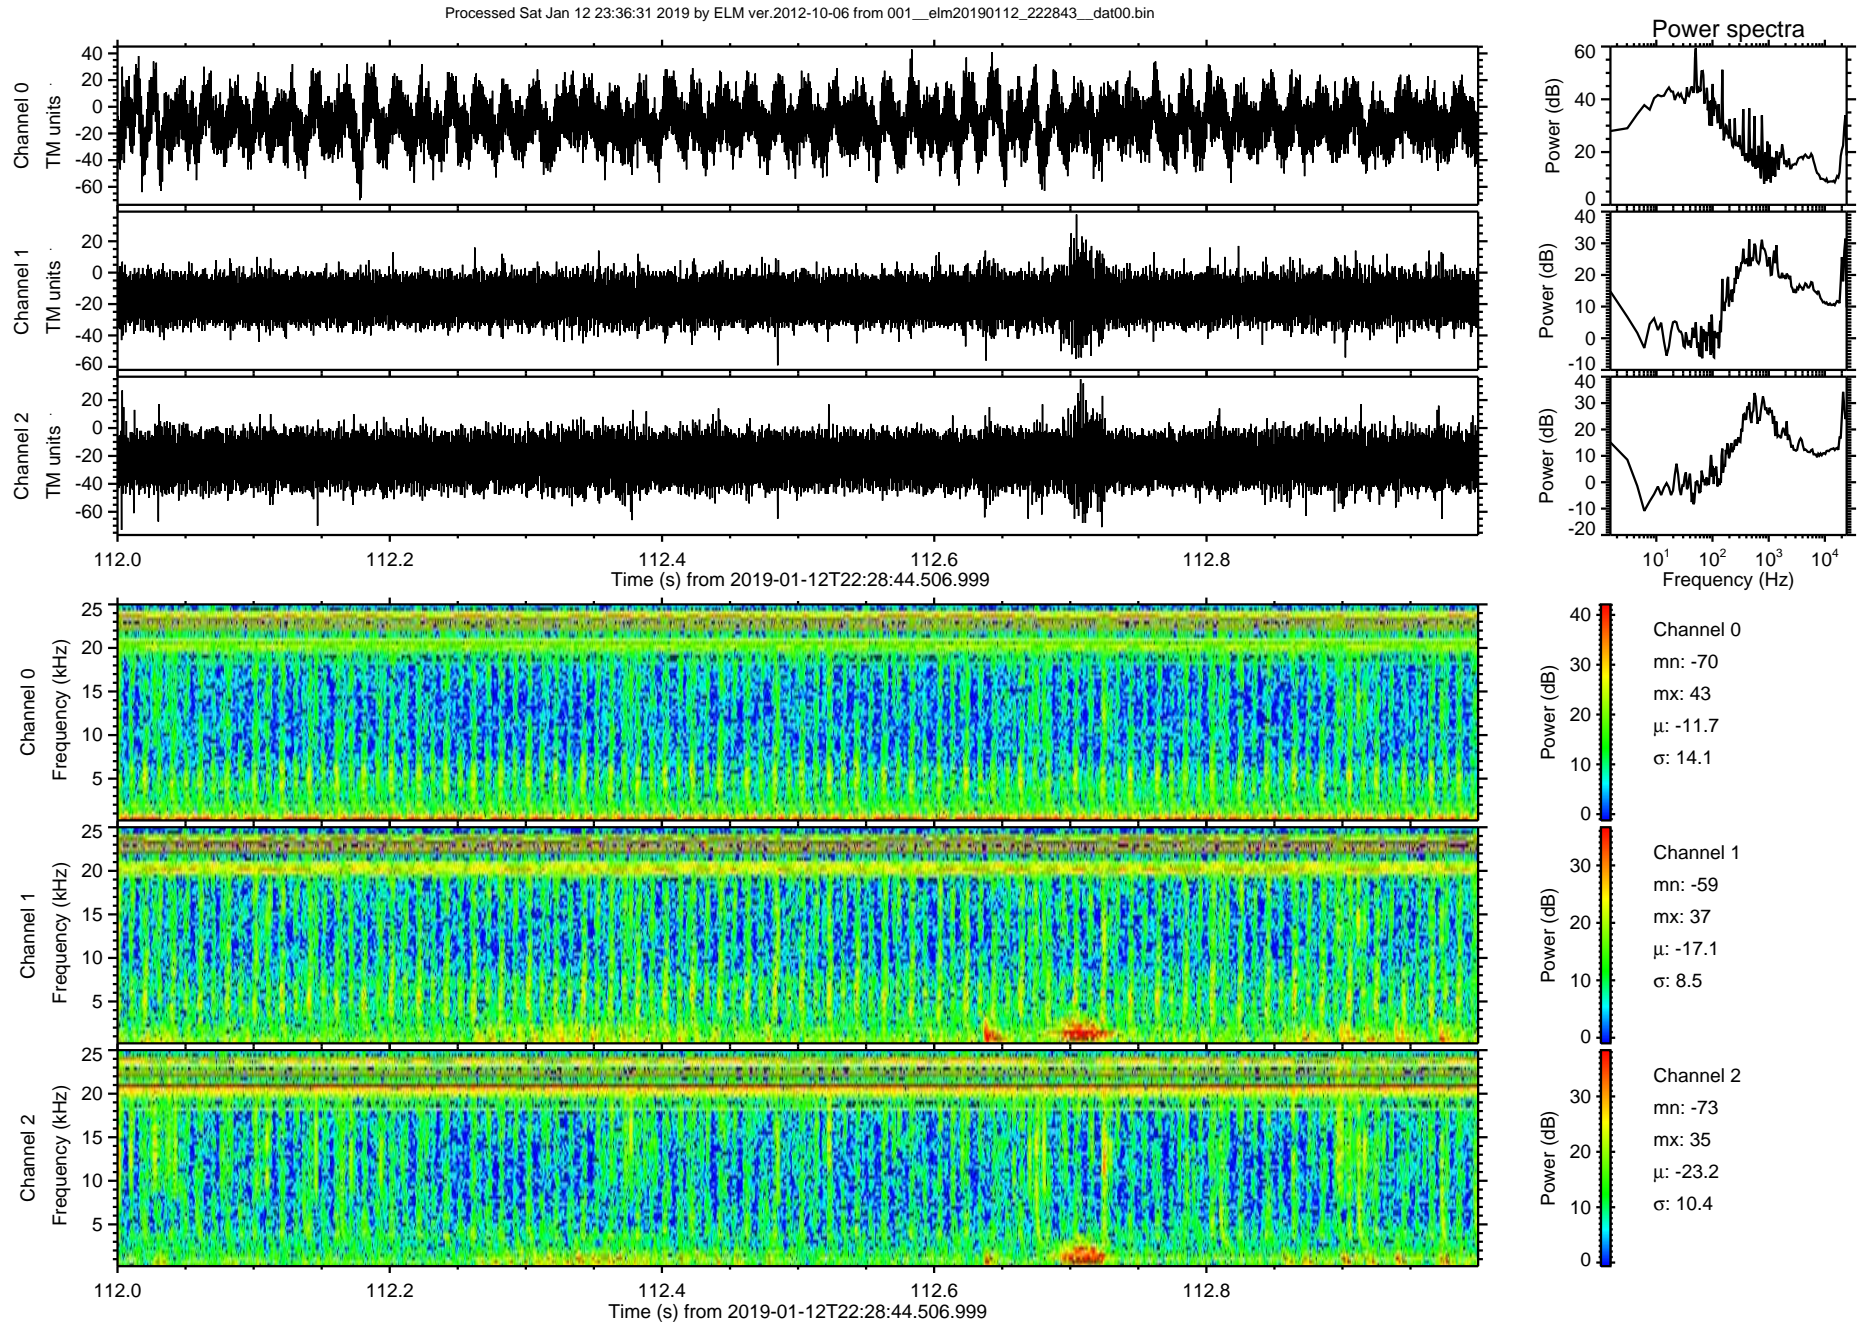 Processed Sat Jan 12 23:36:31 2019 by ELM ver.2012-10-06 from 001__elm20190112_222843__dat00.bin
Power spectra
Channel 0
TM units
40
20
0
-20
-40
-60
Power (dB)
60
40
20
0
Channel 1
TM units
20
0
-20
-40
-60
Power (dB)
40
30
20
10
0
-10
Channel 2
TM units
20
0
-20
-40
-60
Power (dB)
40
30
20
10
0
-10
-20
112.0 112.2 112.4 112.6 112.8
Time (s) from 2019-01-12T22:28:44.506.999
10¹ 10² 10³ 10⁴
Frequency (Hz)
Channel 0
Frequency (kHz)
25
20
15
10
5
Power (dB)
40
30
20
10
0
Channel 0
mn: -70
mx: 43
μ: -11.7
σ: 14.1
Channel 1
Frequency (kHz)
25
20
15
10
5
Power (dB)
30
20
10
0
Channel 1
mn: -59
mx: 37
μ: -17.1
σ: 8.5
Channel 2
Frequency (kHz)
25
20
15
10
5
Power (dB)
30
20
10
0
Channel 2
mn: -73
mx: 35
μ: -23.2
σ: 10.4
112.0 112.2 112.4 112.6 112.8
Time (s) from 2019-01-12T22:28:44.506.999